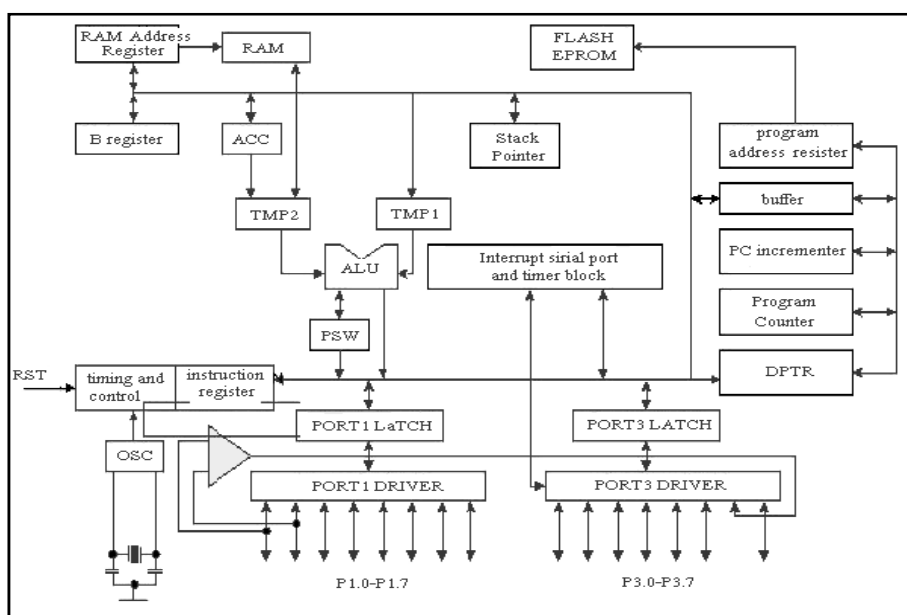 RAM Address
Register
RAM
FLASH
EPROM
B register
ACC
Stack
Pointer
program
address resister
TMP2
TMP1
buffer
ALU
Interrupt sirial port
and timer block
PC incrementer
PSW
Program
Counter
RST
timing and
control
instruction
register
DPTR
PORT1 LaTCH
PORT3 LATCH
OSC
PORT1 DRIVER
PORT3 DRIVER
P1.0-P1.7
P3.0-P3.7